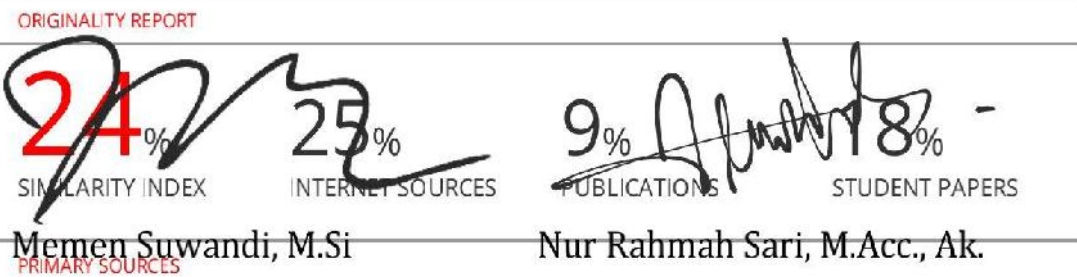 ORIGINALITY REPORT
24% 25% 9% 18%
SIMILARITY INDEX INTERNET SOURCES PUBLICATIONS STUDENT PAPERS
Memen Suwandi, M.Si Nur Rahmah Sari, M.Acc., Ak.
PRIMARY SOURCES